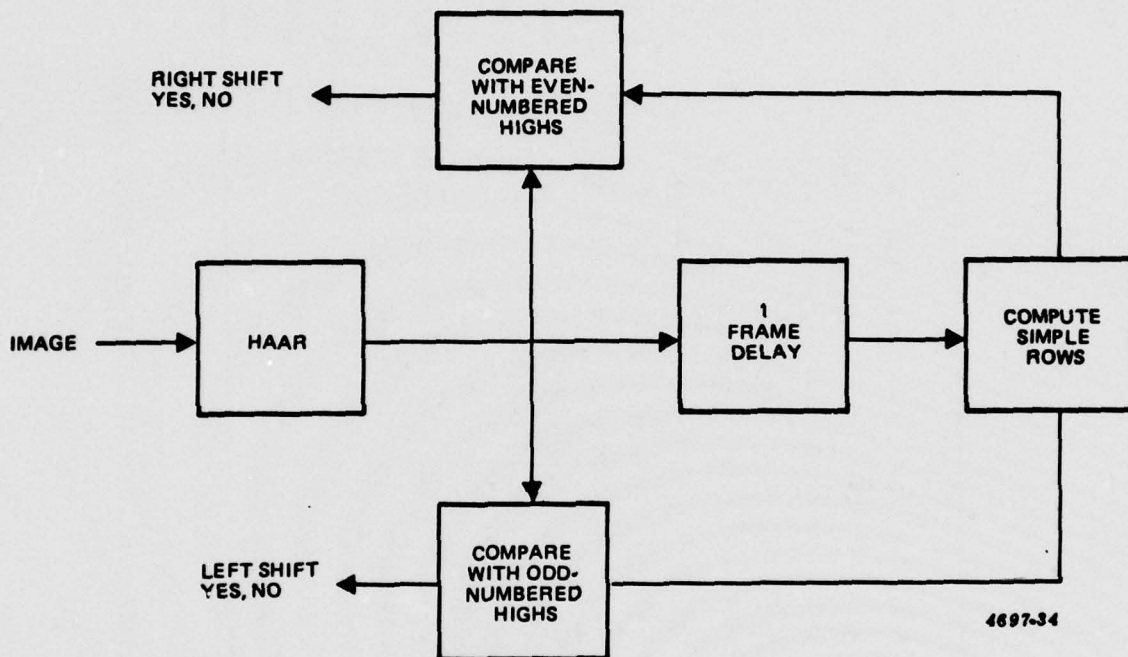 RIGHT SHIFT
YES, NO
COMPARE
WITH EVEN-
NUMBERED
HIGHS
IMAGE
HAAR
1
FRAME
DELAY
COMPUTE
SIMPLE
ROWS
LEFT SHIFT
YES, NO
COMPARE
WITH ODD-
NUMBERED
HIGHS
4697-34